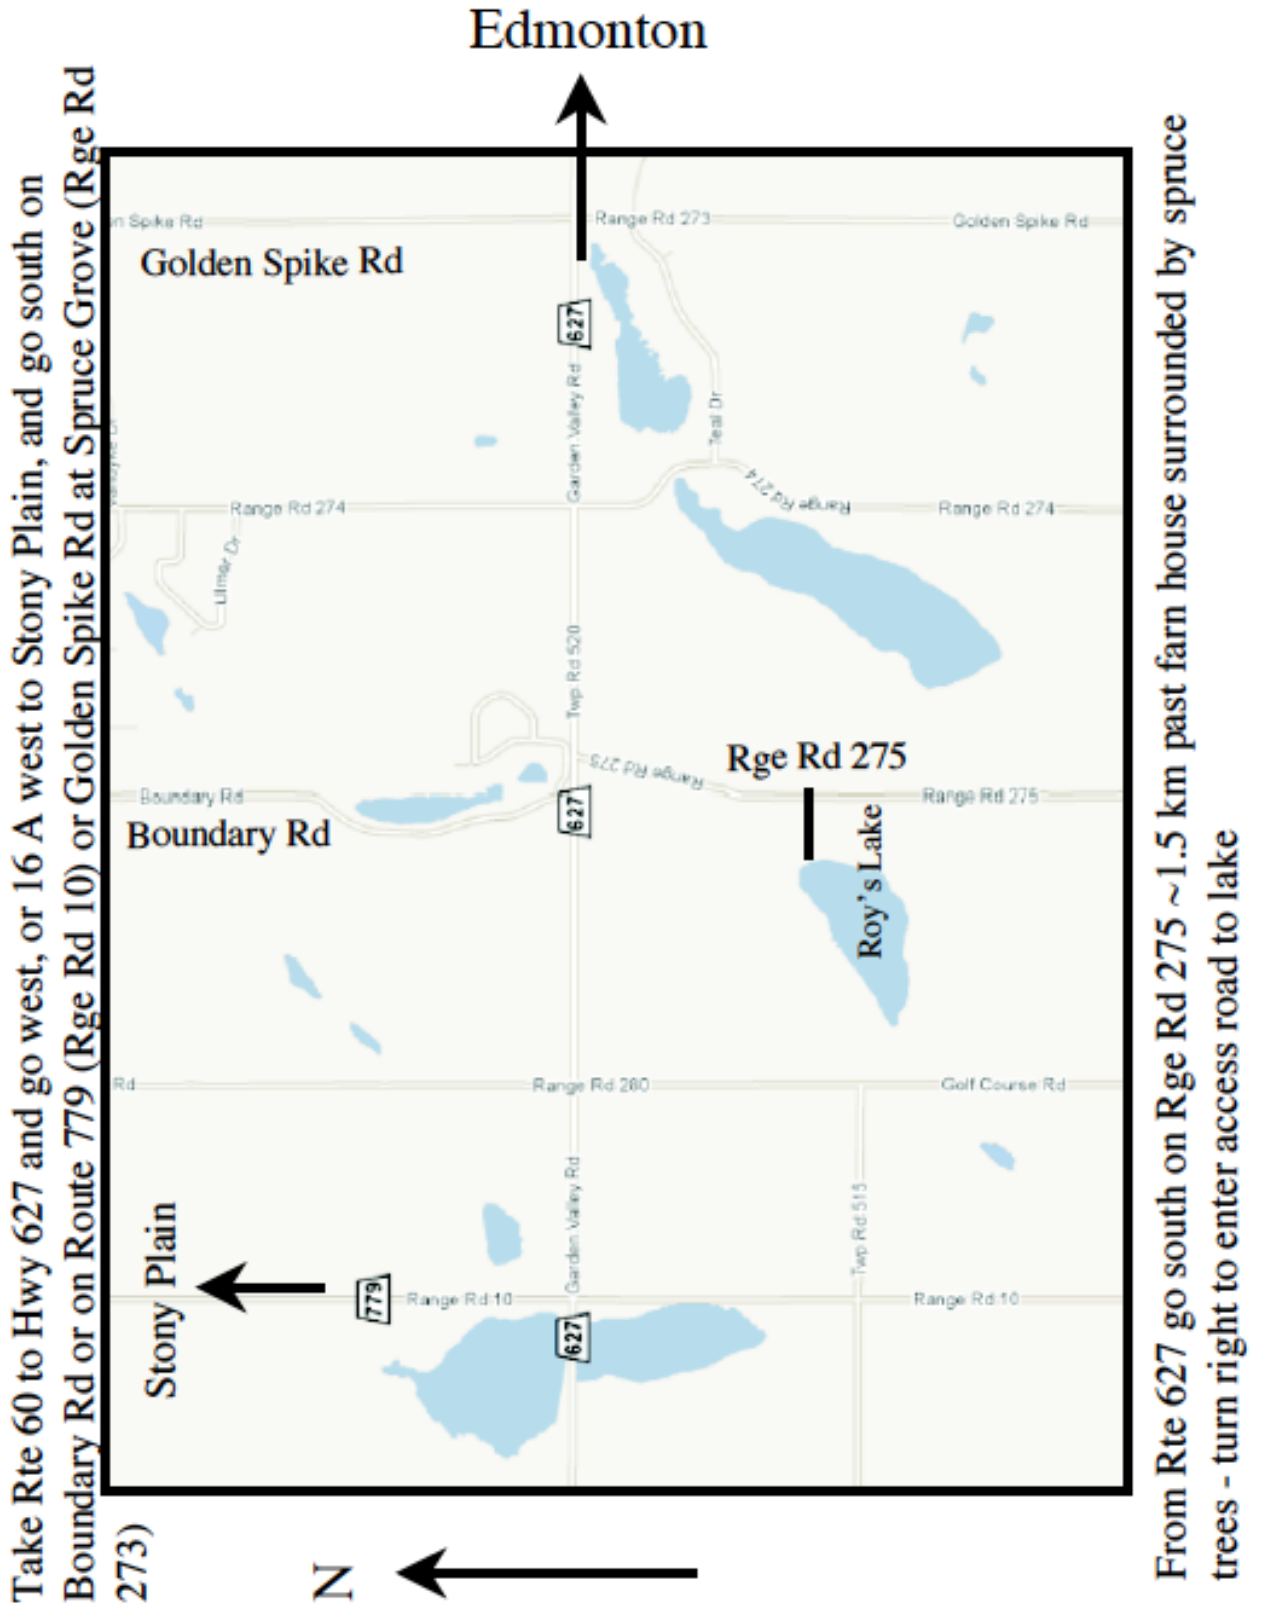 Take Rte 60 to Hwy 627 and go west, or 16 A west to Stony Plain, and go south on
Boundary Rd or on Route 779 (Rge Rd 10) or Golden Spike Rd at Spruce Grove (Rge Rd
273)
N
Stony Plain
779
Range Rd 10
Range Rd 10
627
Garden Valley Rd
Twp Rd 515
Rd
Range Rd 280
Golf Course Rd
Boundary Rd
Boundary Rd
627
Range Rd 275
Rge Rd 275
Range Rd 275
Roy's Lake
Twp Rd 520
Lilmar Dr
Range Rd 274
Range Rd 274
Range Rd 274
Teal Dr
Garden Valley Rd
627
Golden Spike Rd
n Spike Rd
Range Rd 273
Golden Spike Rd
Edmonton
From Rte 627 go south on Rge Rd 275 ~1.5 km past farn house surrounded by spruce
trees - turn right to enter access road to lake